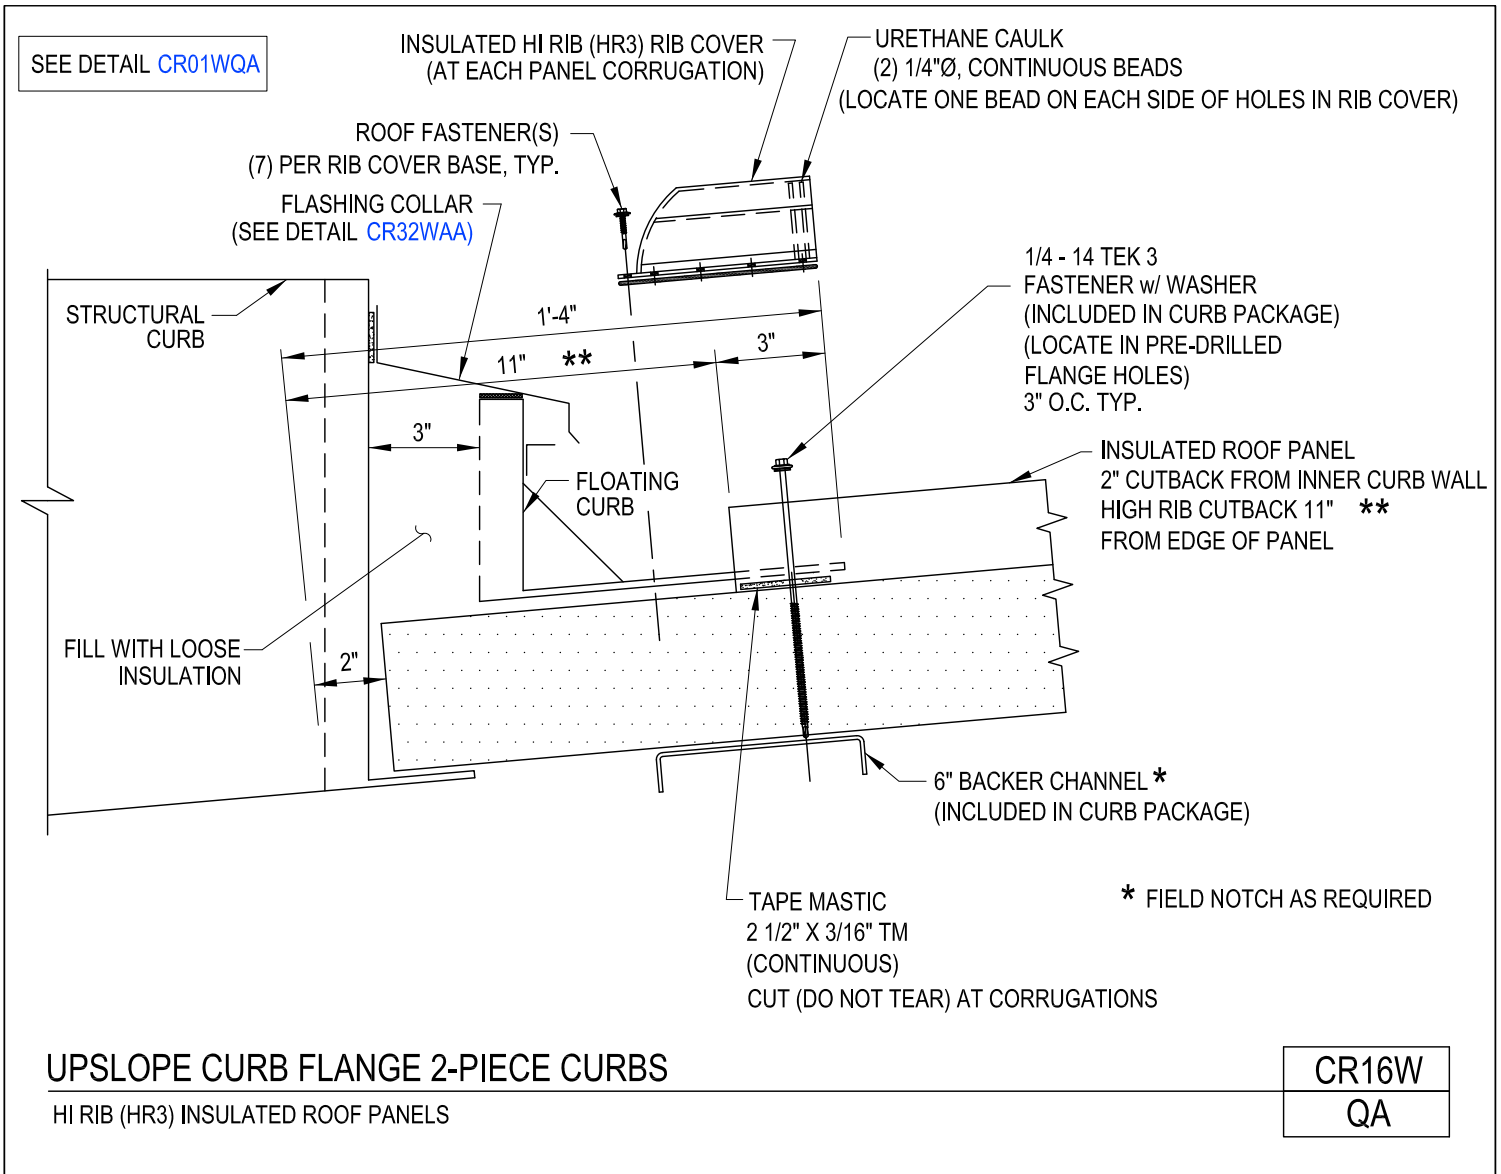 SEE DETAIL CR01WQA
INSULATED HI RIB (HR3) RIB COVER
(AT EACH PANEL CORRUGATION)
URETHANE CAULK
(2) 1/4"Ø, CONTINUOUS BEADS
(LOCATE ONE BEAD ON EACH SIDE OF HOLES IN RIB COVER)
ROOF FASTENER(S)
(7) PER RIB COVER BASE, TYP.
FLASHING COLLAR
(SEE DETAIL CR32WAA)
1/4 - 14 TEK 3
FASTENER w/ WASHER
(INCLUDED IN CURB PACKAGE)
(LOCATE IN PRE-DRILLED
FLANGE HOLES)
3" O.C. TYP.
STRUCTURAL
CURB
1'-4"
11" **
3"
3"
INSULATED ROOF PANEL
2" CUTBACK FROM INNER CURB WALL
HIGH RIB CUTBACK 11" **
FROM EDGE OF PANEL
FLOATING
CURB
FILL WITH LOOSE
INSULATION
2"
6" BACKER CHANNEL *
(INCLUDED IN CURB PACKAGE)
TAPE MASTIC
2 1/2" X 3/16" TM
(CONTINUOUS)
CUT (DO NOT TEAR) AT CORRUGATIONS
* FIELD NOTCH AS REQUIRED
UPSLOPE CURB FLANGE 2-PIECE CURBS
HI RIB (HR3) INSULATED ROOF PANELS
CR16W
QA